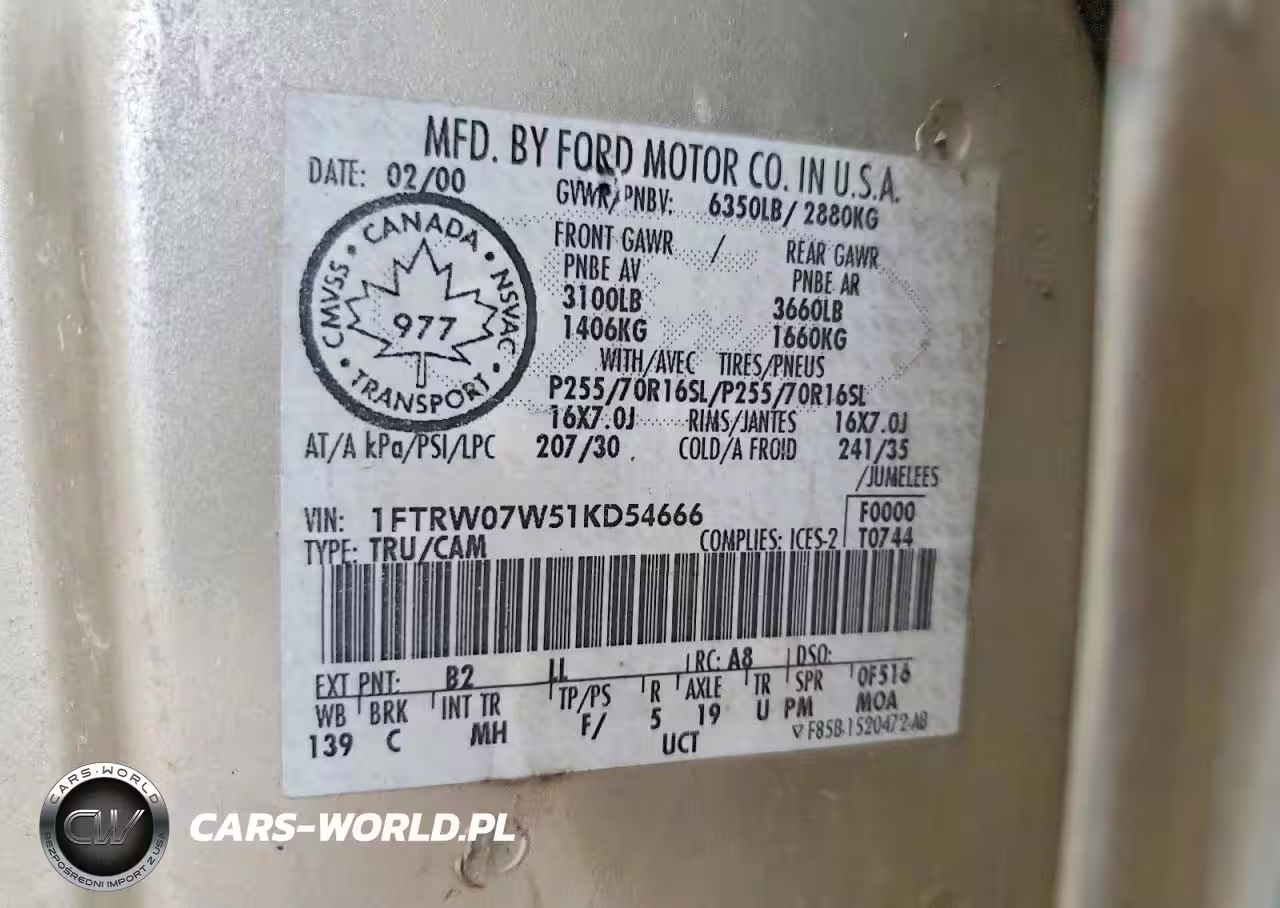 MFD. BY FORD MOTOR CO. IN U.S.A.
DATE: 02/00
GVWR/PNBV: 6350LB/ 2880KG
CANADA
CMVSS NSVAC
977
TRANSPORT
FRONT GAWR / REAR GAWR
PNBE AV PNBE AR
3100LB 3660LB
1406KG 1660KG
WITH/AVEC TIRES/PNEUS
P255/70R16SL/P255/70R16SL
16X7.0J RIMS/JANTES 16X7.0J
AT/A kPa/PSI/LPC 207/30 COLD/A FROID 241/35
/JUMELEES
VIN: 1FTRW07W51KD54666 F0000
TYPE: TRU/CAM COMPLIES: ICES-2 T0744
EXT PNT: B2 LL RC: A8 DSO:
WB BRK INT TR TP/PS R AXLE TR SPR 0F516
139 C MH F/ 5 19 U PM MOA
UCT ▽ F85B-1520472-AB
CARS-WORLD
CW
BEZPOŚREDNI IMPORT Z USA
CARS-WORLD.PL